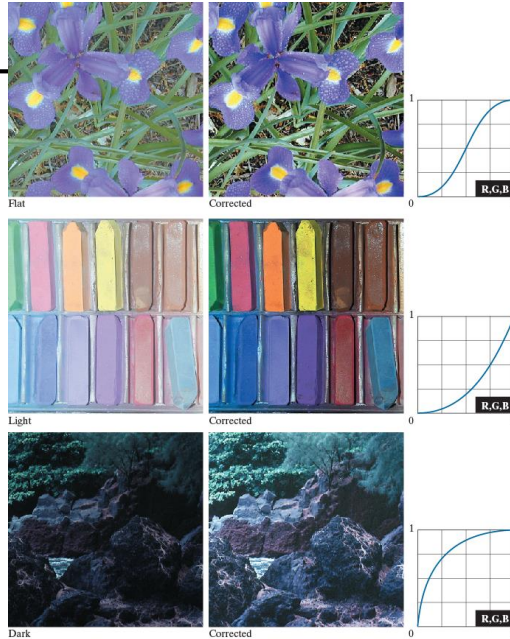 Flat
Corrected
1
R,G,B
0
Light
Corrected
1
R,G,B
0
Dark
Corrected
1
R,G,B
0